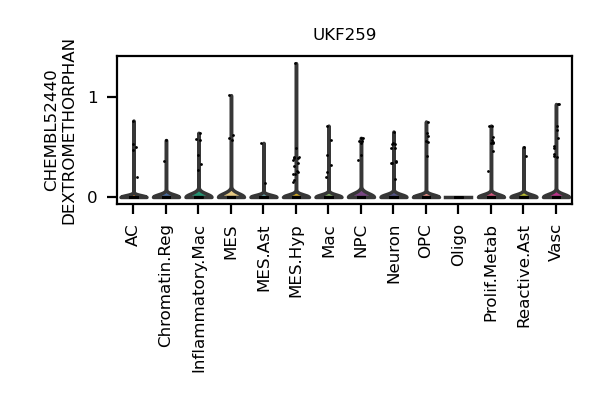 UKF259
CHEMBL52440
DEXTROMETHORPHAN
1
0
AC
Chromatin.Reg
Inflammatory.Mac
MES
MES.Ast
MES.Hyp
Mac
NPC
Neuron
OPC
Oligo
Prolif.Metab
Reactive.Ast
Vasc